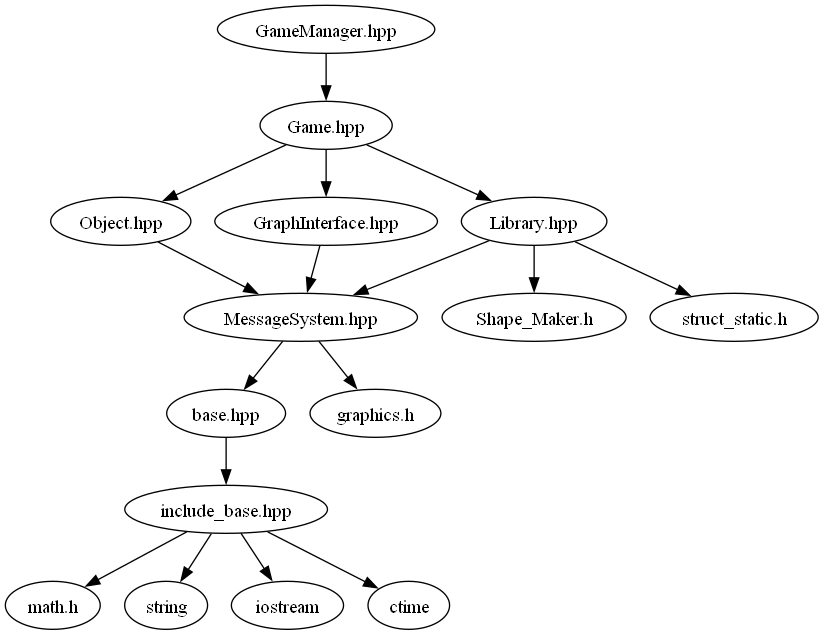 GameManager.hpp
Game.hpp
Object.hpp
GraphInterface.hpp
Library.hpp
MessageSystem.hpp
Shape_Maker.h
struct_static.h
base.hpp
graphics.h
include_base.hpp
math.h
string
iostream
ctime